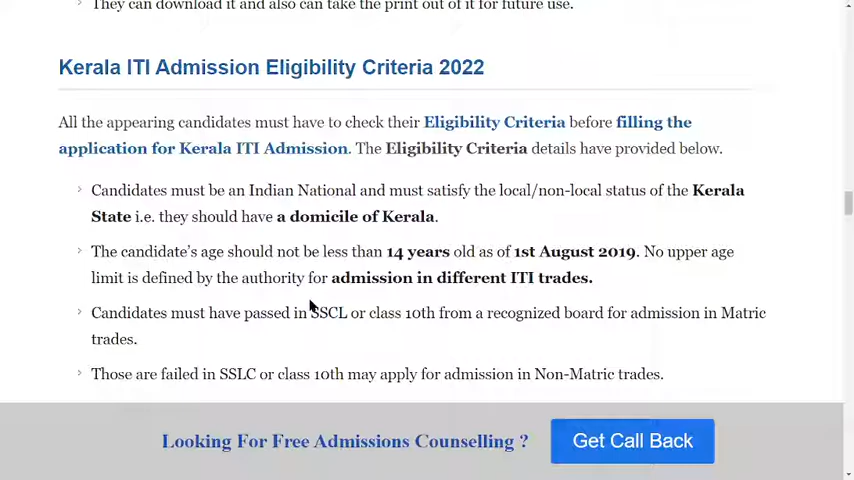 They can download it and also can take the print out of it for future use.
Kerala ITI Admission Eligibility Criteria 2022
All the appearing candidates must have to check their Eligibility Criteria before filling the
application for Kerala ITI Admission. The Eligibility Criteria details have provided below.
Candidates must be an Indian National and must satisfy the local/non-local status of the Kerala
State i.e. they should have a domicile of Kerala.
The candidate's age should not be less than 14 years old as of 1st August 2019. No upper age
limit is defined by the authority for admission in different ITI trades.
Candidates must have passed in SSCL or class 10th from a recognized board for admission in Matric
trades.
Those are failed in SSLC or class 10th may apply for admission in Non-Matric trades.
Looking For Free Admissions Counselling ?
Get Call Back